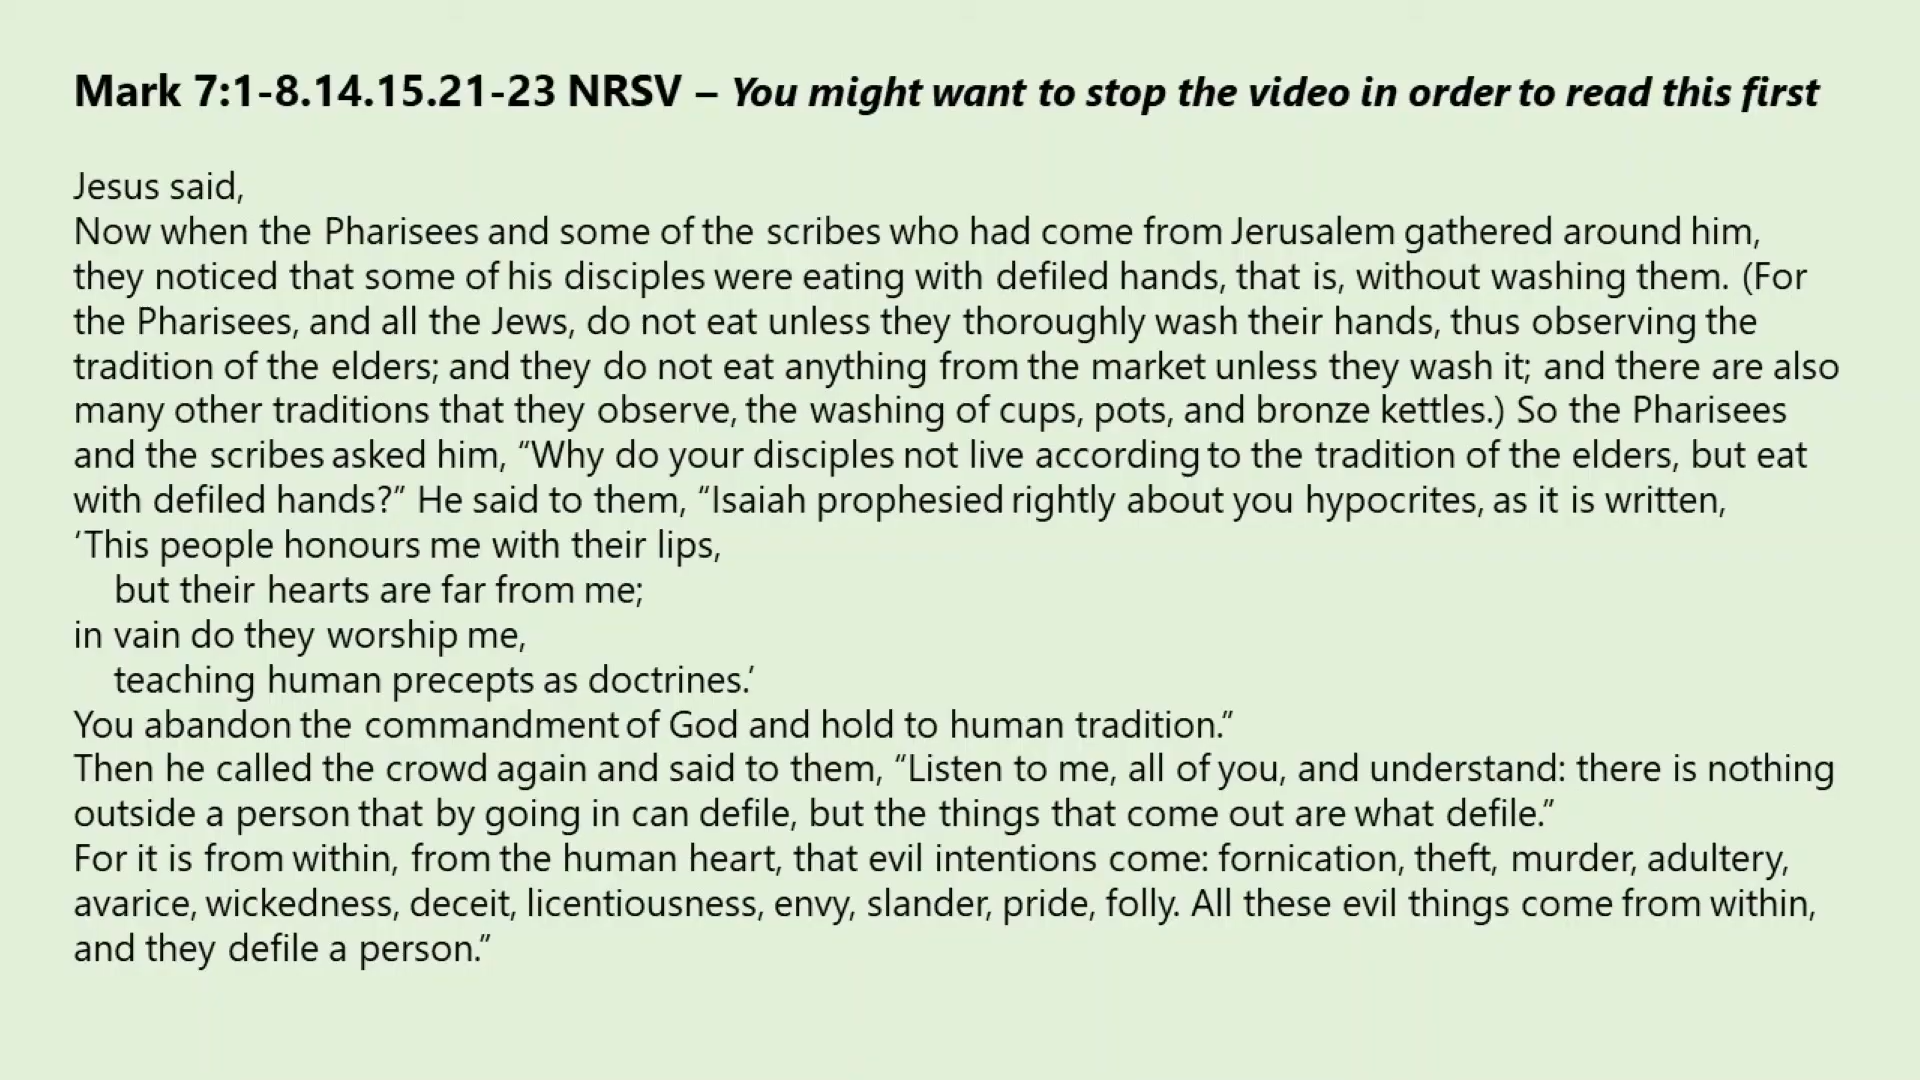 Mark 7:1-8.14.15.21-23 NRSV – You might want to stop the video in order to read this first
Jesus said,
Now when the Pharisees and some of the scribes who had come from Jerusalem gathered around him,
they noticed that some of his disciples were eating with defiled hands, that is, without washing them. (For
the Pharisees, and all the Jews, do not eat unless they thoroughly wash their hands, thus observing the
tradition of the elders; and they do not eat anything from the market unless they wash it; and there are also
many other traditions that they observe, the washing of cups, pots, and bronze kettles.) So the Pharisees
and the scribes asked him, “Why do your disciples not live according to the tradition of the elders, but eat
with defiled hands?” He said to them, “Isaiah prophesied rightly about you hypocrites, as it is written,
‘This people honours me with their lips,
but their hearts are far from me;
in vain do they worship me,
teaching human precepts as doctrines.’
You abandon the commandment of God and hold to human tradition.”
Then he called the crowd again and said to them, “Listen to me, all of you, and understand: there is nothing
outside a person that by going in can defile, but the things that come out are what defile.”
For it is from within, from the human heart, that evil intentions come: fornication, theft, murder, adultery,
avarice, wickedness, deceit, licentiousness, envy, slander, pride, folly. All these evil things come from within,
and they defile a person.”